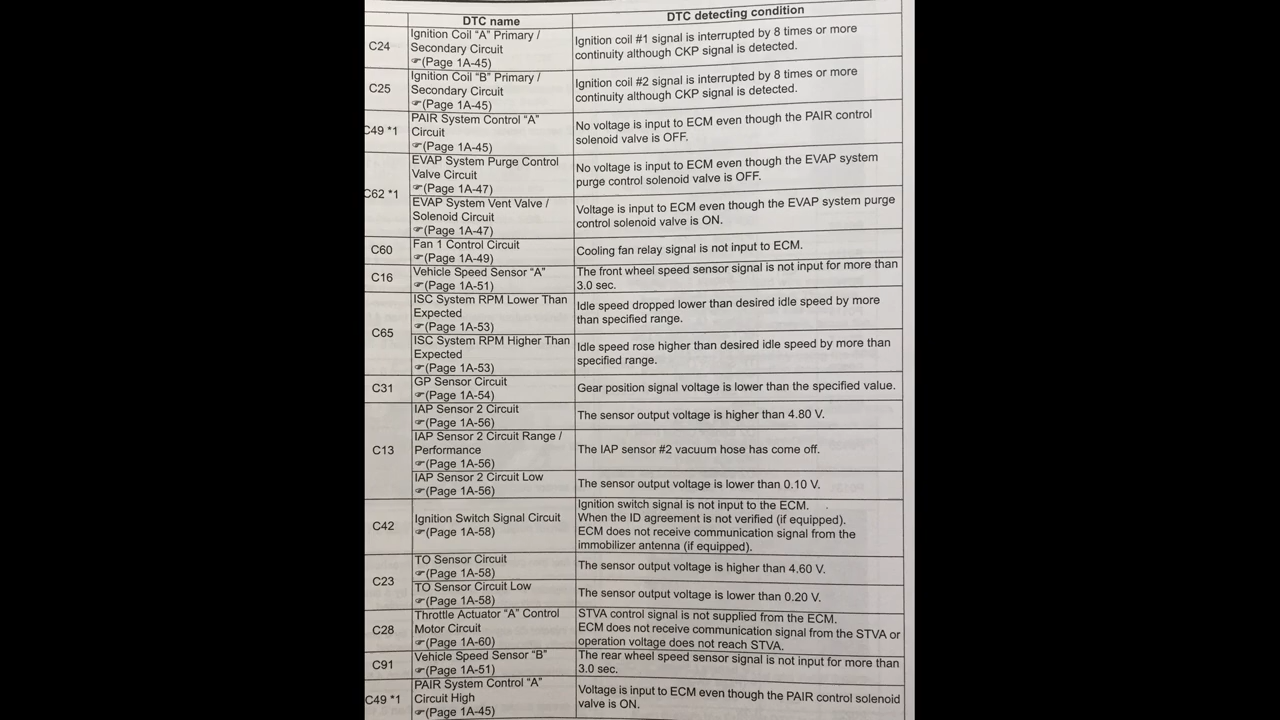 DTC name
DTC detecting condition
C24
Ignition Coil "A" Primary /
Secondary Circuit
☞(Page 1A-45)
Ignition coil #1 signal is interrupted by 8 times or more
continuity although CKP signal is detected.
C25
Ignition Coil "B" Primary /
Secondary Circuit
☞(Page 1A-45)
Ignition coil #2 signal is interrupted by 8 times or more
continuity although CKP signal is detected.
C49 *1
PAIR System Control "A"
Circuit
☞(Page 1A-45)
No voltage is input to ECM even though the PAIR control
solenoid valve is OFF.
C62 *1
EVAP System Purge Control
Valve Circuit
☞(Page 1A-47)
No voltage is input to ECM even though the EVAP system
purge control solenoid valve is OFF.
EVAP System Vent Valve /
Solenoid Circuit
☞(Page 1A-47)
Voltage is input to ECM even though the EVAP system purge
control solenoid valve is ON.
C60
Fan 1 Control Circuit
☞(Page 1A-49)
Cooling fan relay signal is not input to ECM.
C16
Vehicle Speed Sensor "A"
☞(Page 1A-51)
The front wheel speed sensor signal is not input for more than
3.0 sec.
C65
ISC System RPM Lower Than
Expected
☞(Page 1A-53)
Idle speed dropped lower than desired idle speed by more
than specified range.
ISC System RPM Higher Than
Expected
☞(Page 1A-53)
Idle speed rose higher than desired idle speed by more than
specified range.
C31
GP Sensor Circuit
☞(Page 1A-54)
Gear position signal voltage is lower than the specified value.
C13
IAP Sensor 2 Circuit
☞(Page 1A-56)
The sensor output voltage is higher than 4.80 V.
IAP Sensor 2 Circuit Range /
Performance
☞(Page 1A-56)
The IAP sensor #2 vacuum hose has come off.
IAP Sensor 2 Circuit Low
☞(Page 1A-56)
The sensor output voltage is lower than 0.10 V.
C42
Ignition Switch Signal Circuit
☞(Page 1A-58)
Ignition switch signal is not input to the ECM.
When the ID agreement is not verified (if equipped).
ECM does not receive communication signal from the
immobilizer antenna (if equipped).
C23
TO Sensor Circuit
☞(Page 1A-58)
The sensor output voltage is higher than 4.60 V.
TO Sensor Circuit Low
☞(Page 1A-58)
The sensor output voltage is lower than 0.20 V.
C28
Throttle Actuator "A" Control
Motor Circuit
☞(Page 1A-60)
STVA control signal is not supplied from the ECM.
ECM does not receive communication signal from the STVA or
operation voltage does not reach STVA.
C91
Vehicle Speed Sensor "B"
☞(Page 1A-51)
The rear wheel speed sensor signal is not input for more than
3.0 sec.
C49 *1
PAIR System Control "A"
Circuit High
☞(Page 1A-45)
Voltage is input to ECM even though the PAIR control solenoid
valve is ON.